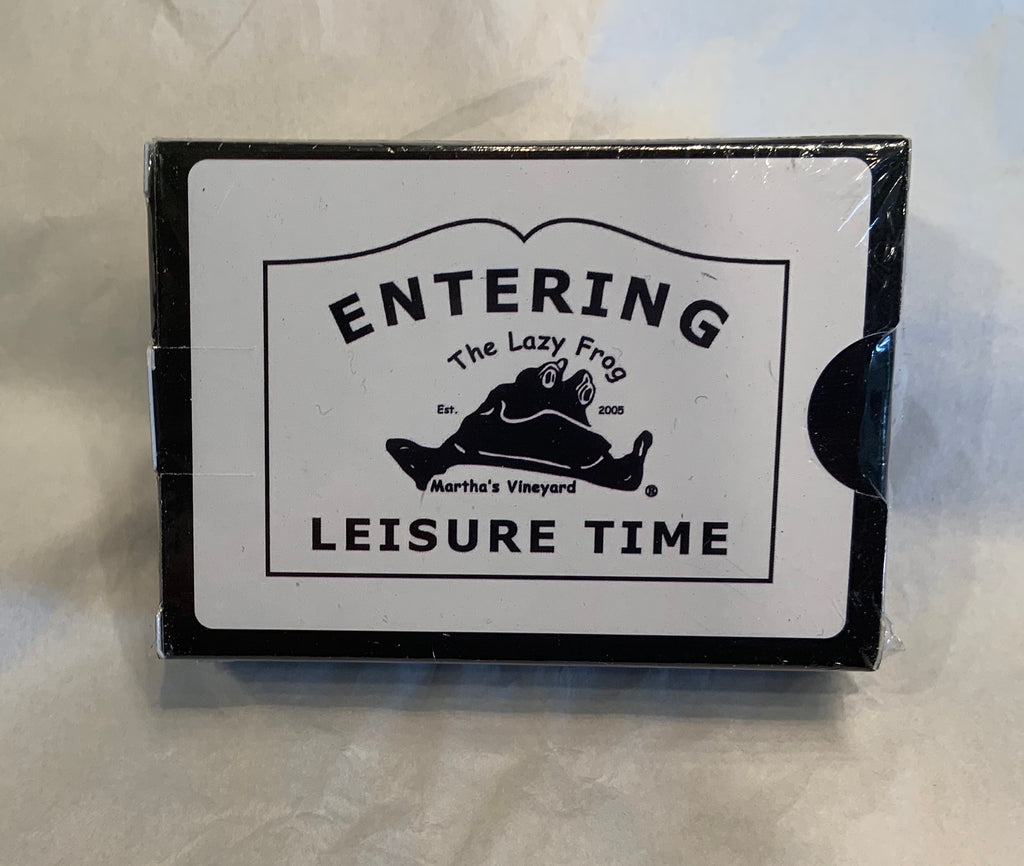 ENTERING
The Lazy Frog
Est. 2005
Martha's Vineyard ®
LEISURE TIME